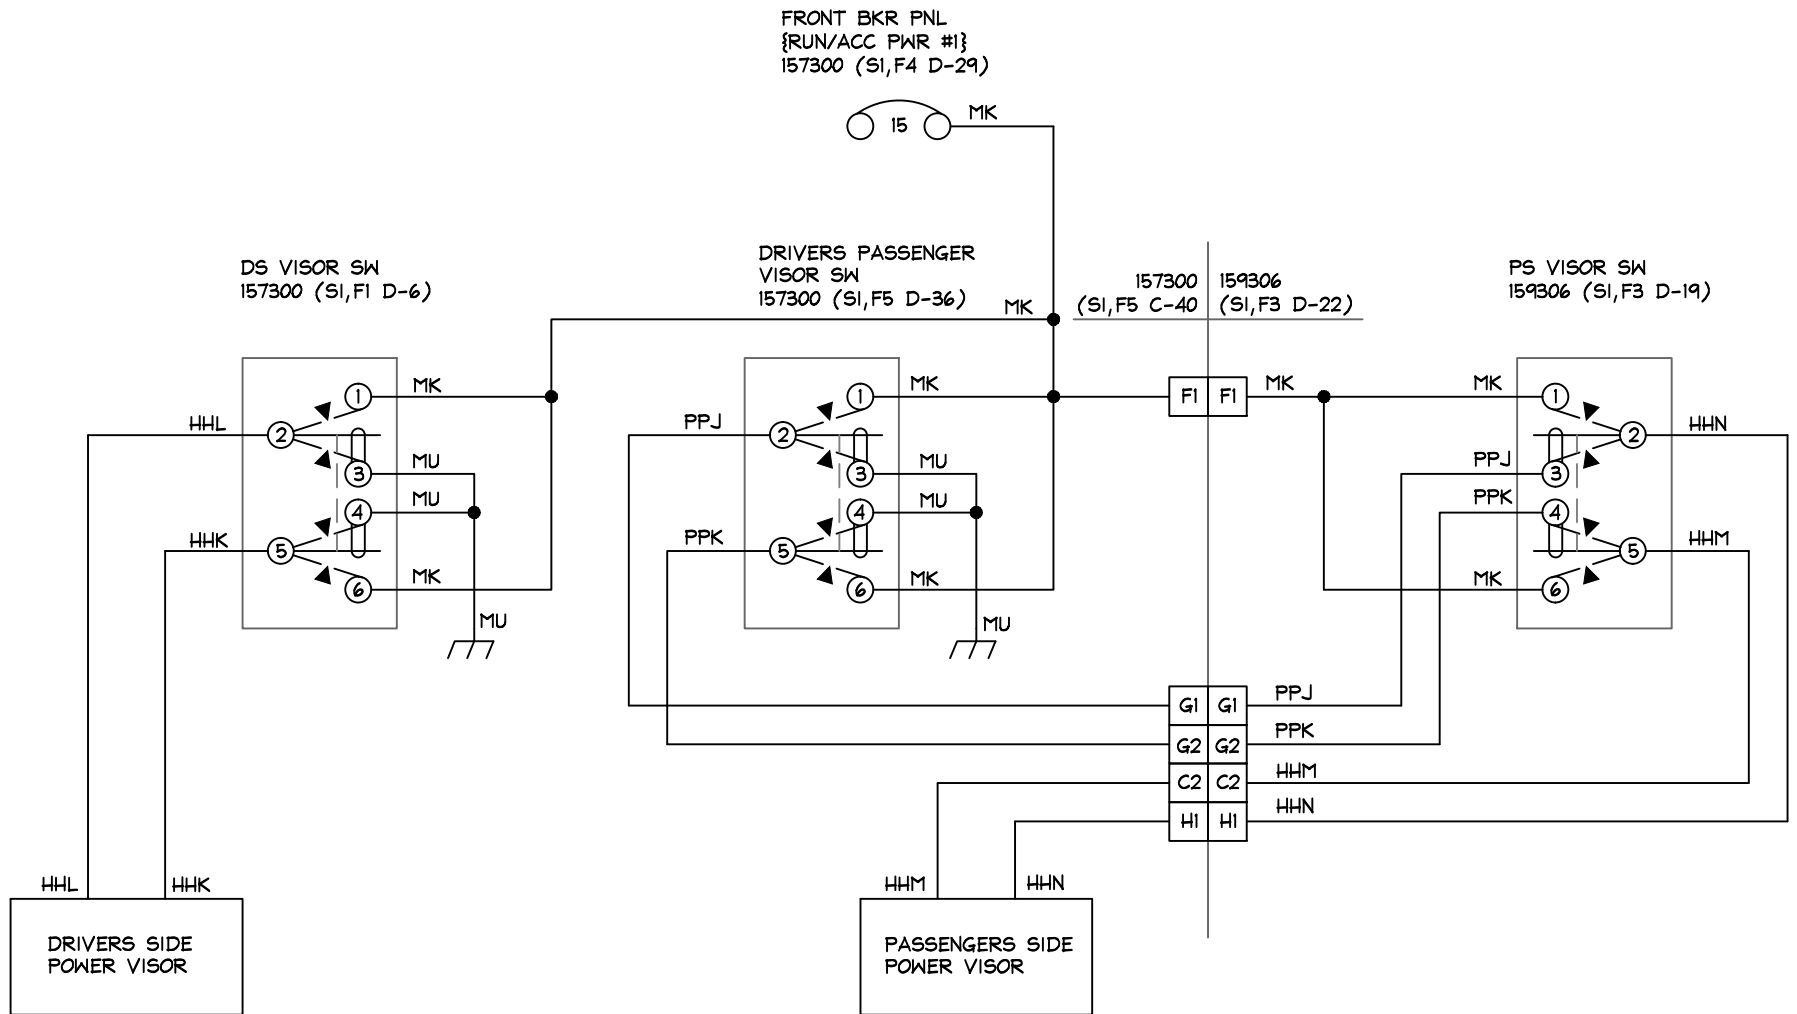 FRONT BKR PNL
{RUN/ACC PWR #1}
157300 (S1,F4 D-29)
15
MK
DS VISOR SW
157300 (S1,F1 D-6)
DRIVERS PASSENGER
VISOR SW
157300 (S1,F5 D-36)
MK
157300
(S1,F5 C-40
159306
(S1,F3 D-22)
PS VISOR SW
159306 (S1,F3 D-19)
HHL
1
2
3
4
5
6
MK
MU
MU
MK
HHK
MU
PPJ
1
2
3
4
5
6
MK
MU
MU
MK
PPK
MU
F1
F1
MK
MK
PPJ
PPK
MK
1
2
3
4
5
6
HHN
HHM
G1
G1
PPJ
G2
G2
PPK
C2
C2
HHM
H1
H1
HHN
HHL
HHK
DRIVERS SIDE
POWER VISOR
HHM
HHN
PASSENGERS SIDE
POWER VISOR